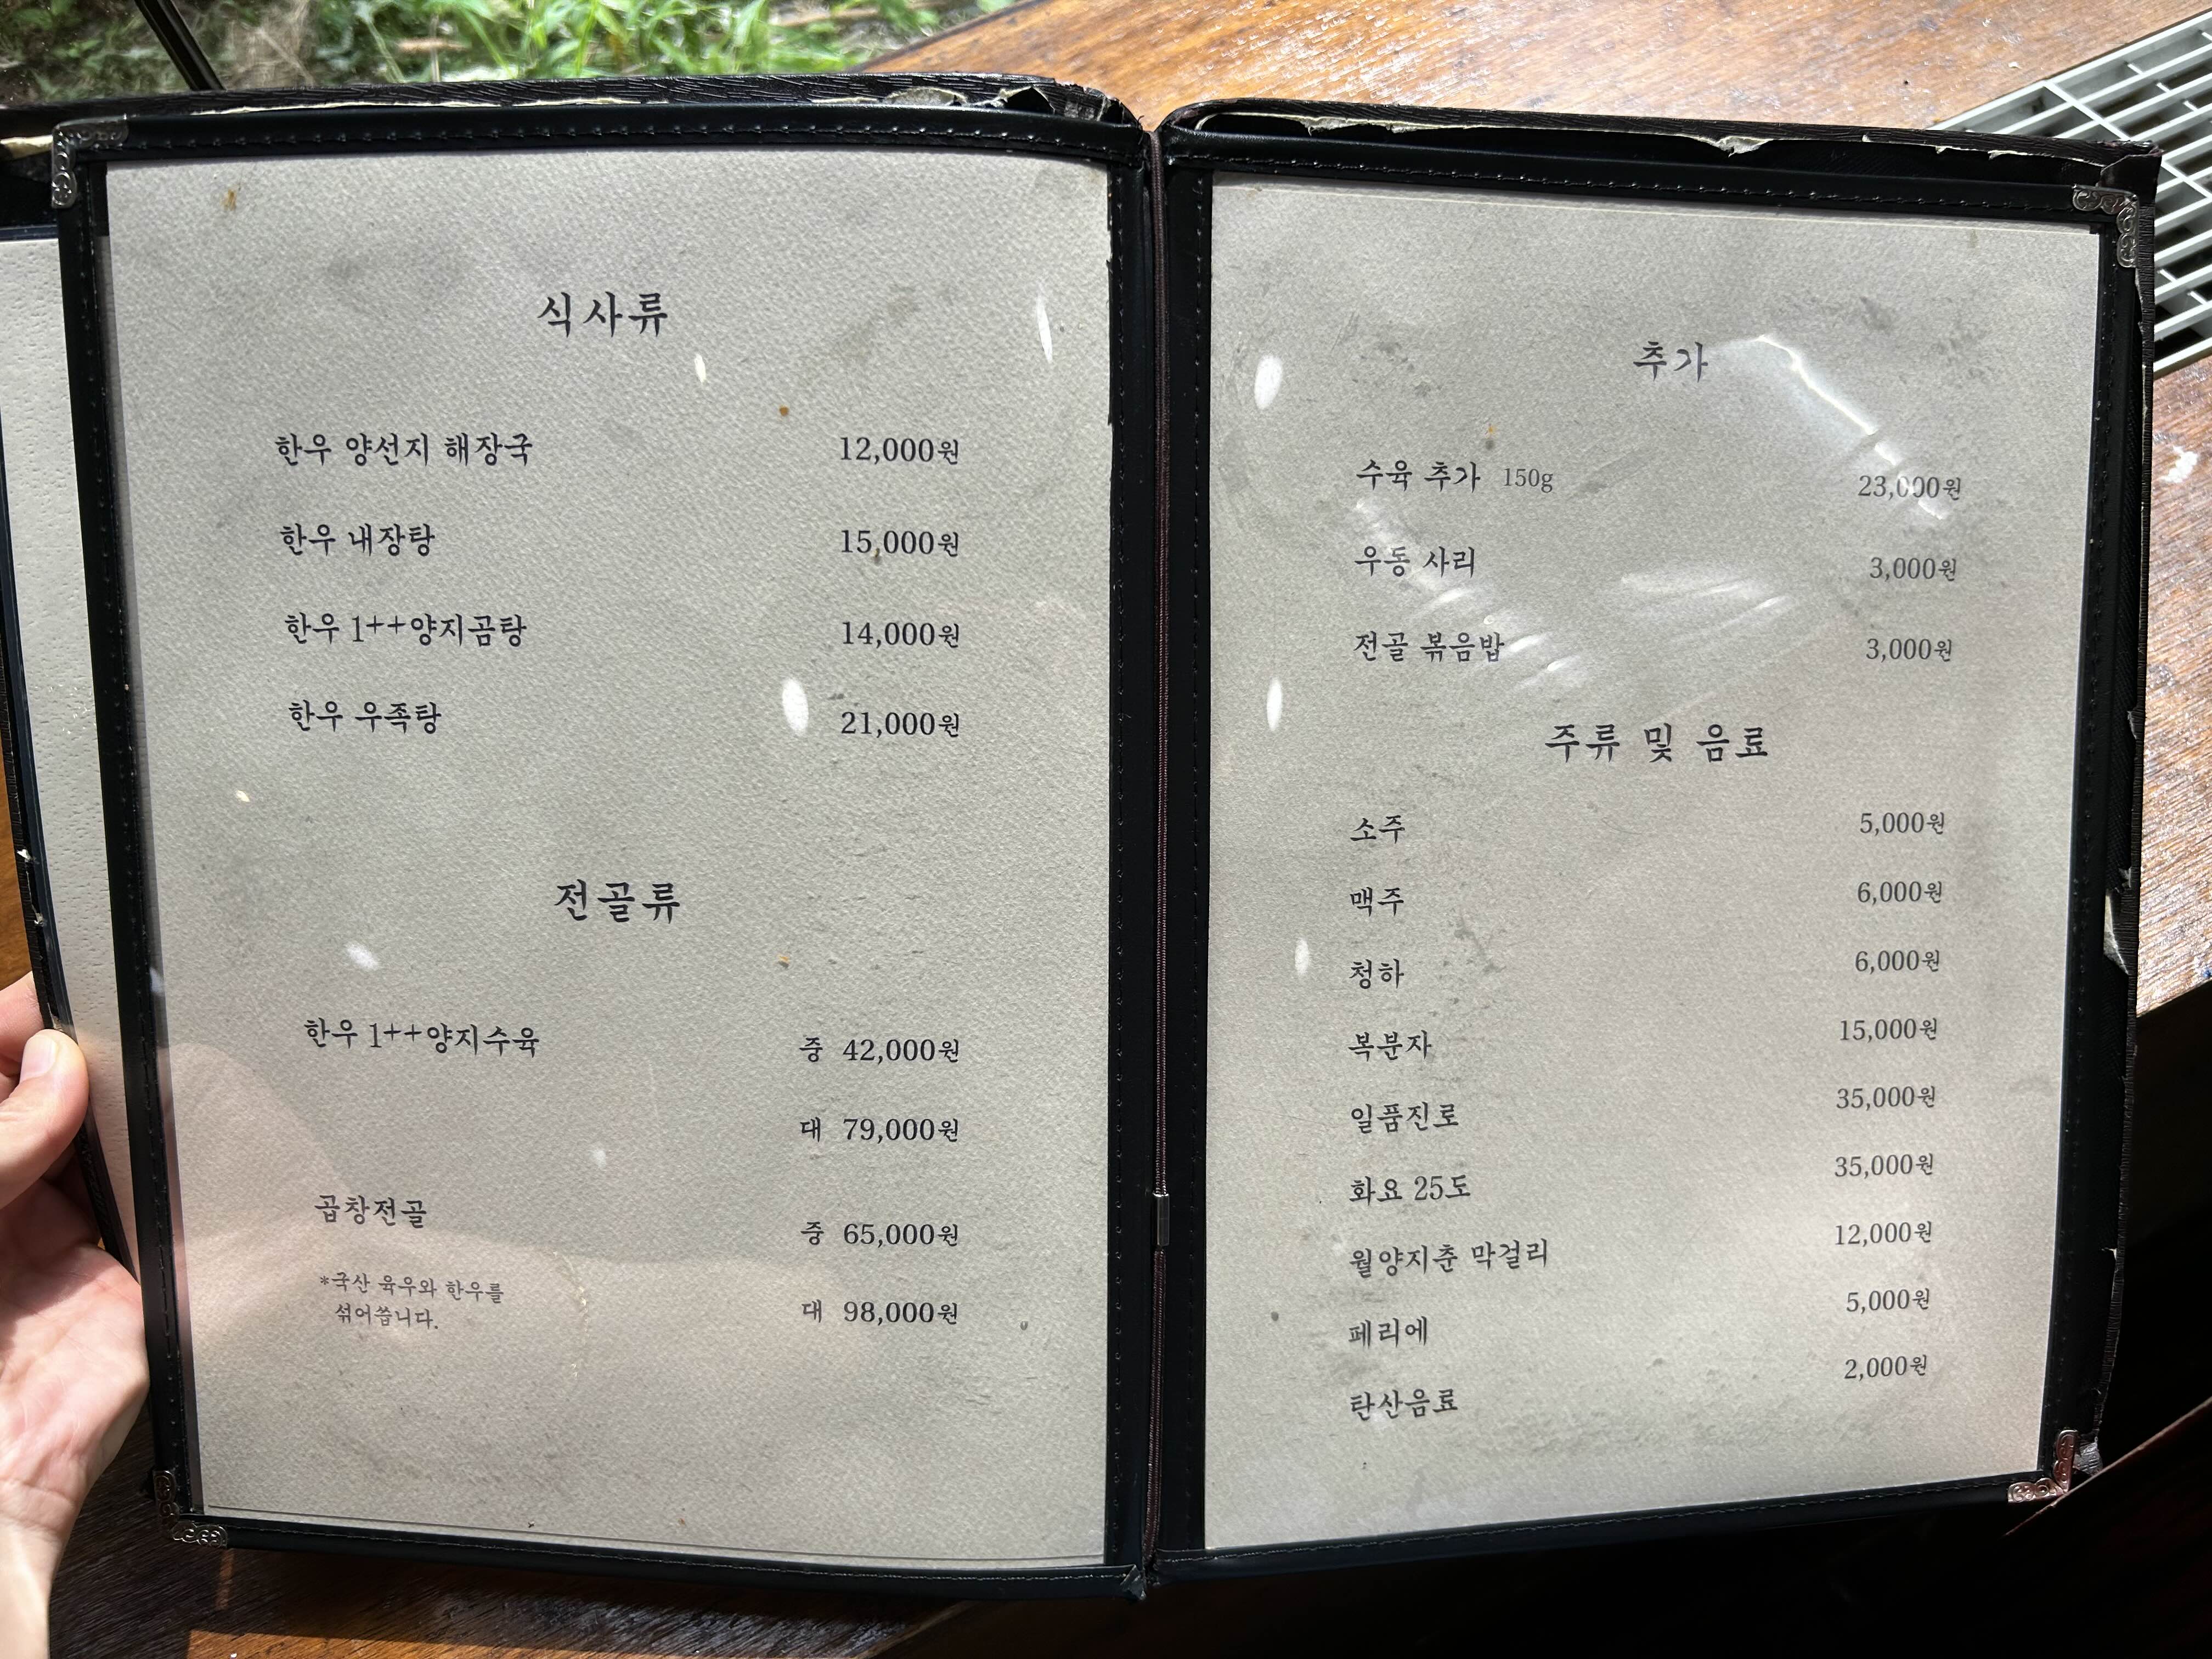 식사류
한우 양선지 해장국 12,000원
한우 내장탕 15,000원
한우 1++양지곰탕 14,000원
한우 우족탕 21,000원
전골류
한우 1++양지수육 중 42,000원
대 79,000원
곱창전골 중 65,000원
*국산 육우와 한우를
섞어씁니다.
대 98,000원
추가
수육 추가 150g 23,000원
우동 사리 3,000원
전골 볶음밥 3,000원
주류 및 음료
소주 5,000원
맥주 6,000원
청하 6,000원
복분자 15,000원
일품진로 35,000원
화요 25도 35,000원
월양지춘 막걸리 12,000원
페리에 5,000원
탄산음료 2,000원